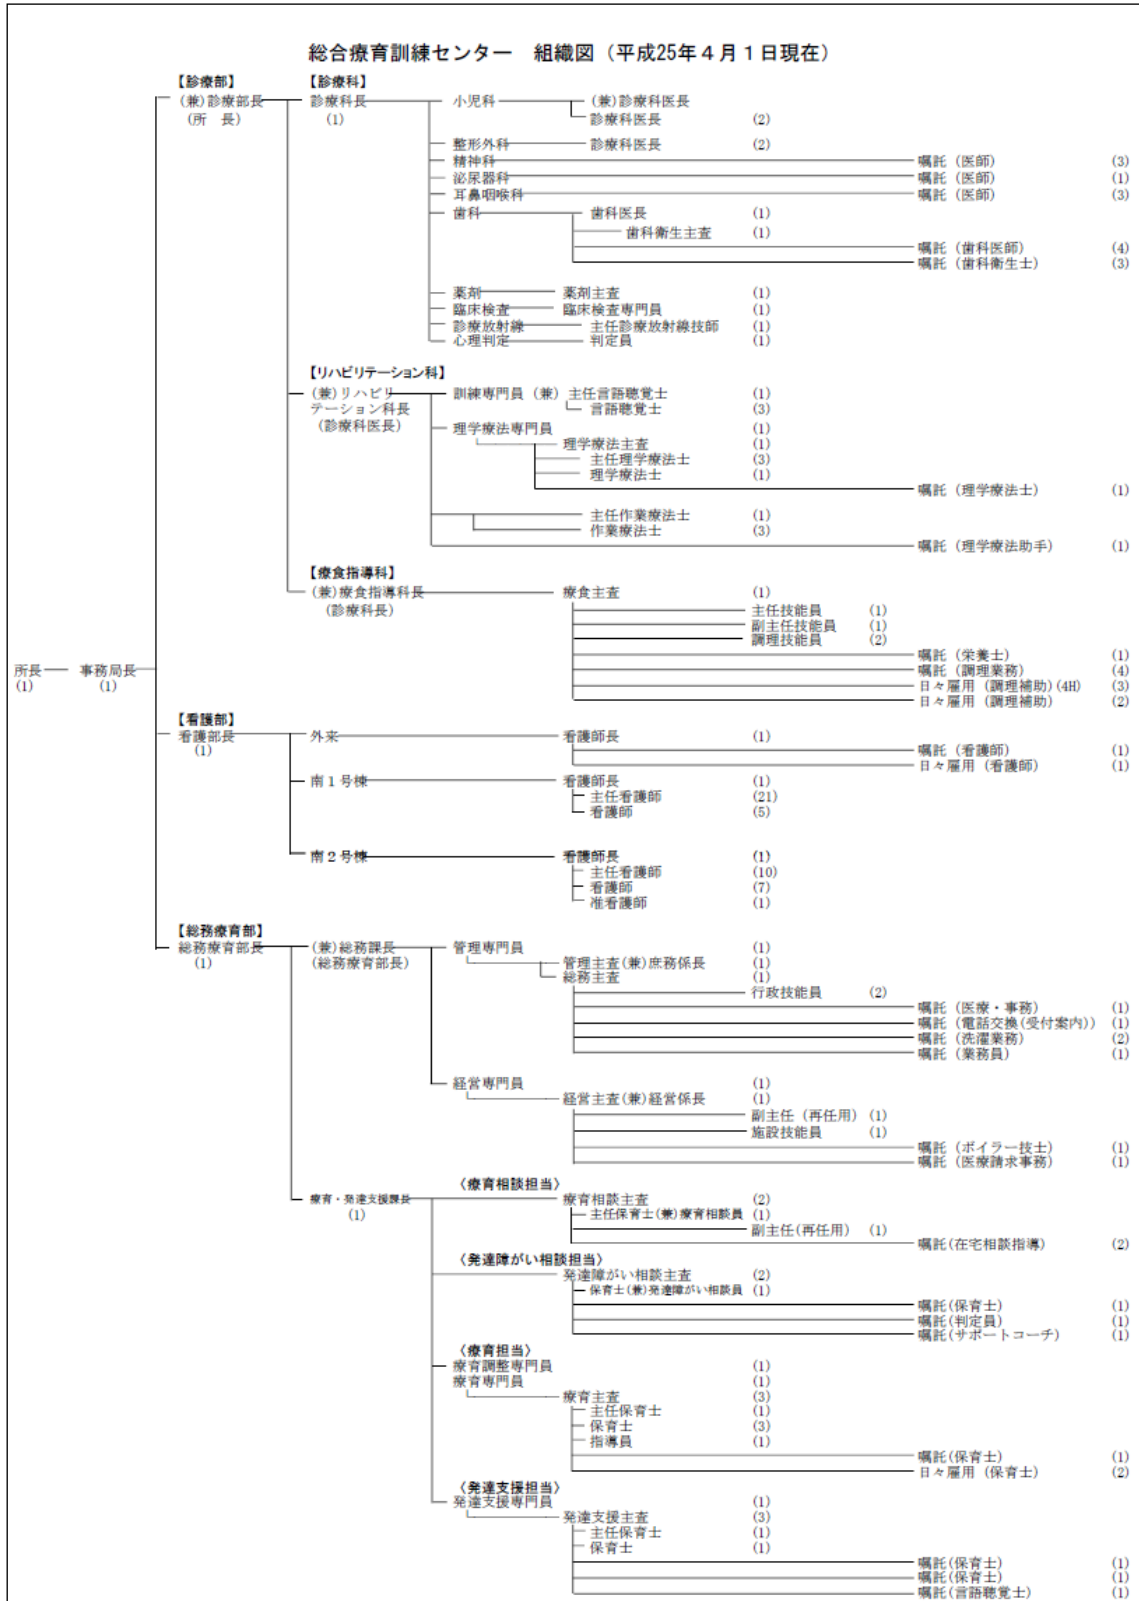 総合療育訓練センター　組織図（平成25年４月１日現在）
【診療部】　【診療科】
(兼)診療部長　診療科長　小児科　(兼)診療科医長
(所　長)　(1)　診療科医長　(2)
整形外科　診療科医長　(2)
精神科　嘱託（医師)　(3)
泌尿器科　嘱託（医師)　(1)
耳鼻咽喉科　嘱託（医師)　(3)
歯科　歯科医長　(1)
歯科衛生主査　(1)
嘱託（歯科医師)　(4)
嘱託（歯科衛生士)　(3)
薬剤　薬剤主査　(1)
臨床検査　臨床検査専門員　(1)
診療放射線　主任診療放射線技師　(1)
心理判定　判定員　(1)
【リハビリテーション科】
(兼)リハビリ　訓練専門員（兼）主任言語聴覚士　(1)
テーション科長　言語聴覚士　(3)
(診療科医長)　理学療法専門員　(1)
理学療法主査　(1)
主任理学療法士　(3)
理学療法士　(1)
嘱託（理学療法士)　(1)
主任作業療法士　(1)
作業療法士　(3)
嘱託（理学療法助手)　(1)
【療食指導科】
(兼)療食指導科長　療食主査　(1)
(診療科長)　主任技能員　(1)
副主任技能員　(1)
調理技能員　(2)
嘱託（栄養士)　(1)
所長　事務局長　嘱託（調理業務)　(4)
(1)　(1)　日々雇用（調理補助)(4H)　(3)
日々雇用（調理補助)　(2)
【看護部】
看護部長　外来　看護師長　(1)
(1)　嘱託（看護師)　(1)
日々雇用（看護師)　(1)
南１号棟　看護師長　(1)
主任看護師　(21)
看護師　(5)
南２号棟　看護師長　(1)
主任看護師　(10)
看護師　(7)
准看護師　(1)
【総務療育部】
総務療育部長　(兼)総務課長　管理専門員　(1)
(1)　(総務療育部長)　管理主査(兼)庶務係長　(1)
総務主査　(1)
行政技能員　(2)
嘱託（医療・事務)　(1)
嘱託（電話交換(受付案内)）　(1)
嘱託（洗濯業務)　(2)
嘱託（業務員)　(1)
経営専門員　(1)
経営主査(兼)経営係長　(1)
副主任（再任用)　(1)
施設技能員　(1)
嘱託（ボイラー技士)　(1)
嘱託（医療請求事務)　(1)
〈療育相談担当〉
療育・発達支援課長　療育相談主査　(2)
(1)　主任保育士(兼)療育相談員　(1)
副主任(再任用)　(1)
嘱託(在宅相談指導)　(2)
〈発達障がい相談担当〉
発達障がい相談主査　(2)
保育士(兼)発達障がい相談員　(1)
嘱託(保育士)　(1)
嘱託(判定員)　(1)
嘱託(サポートコーチ)　(1)
〈療育担当〉
療育調整専門員　(1)
療育専門員　(1)
療育主査　(3)
主任保育士　(1)
保育士　(3)
指導員　(1)
嘱託(保育士)　(1)
日々雇用（保育士)　(2)
〈発達支援担当〉
発達支援専門員　(1)
発達支援主査　(3)
主任保育士　(1)
保育士　(1)
嘱託(保育士)　(1)
嘱託(保育士)　(1)
嘱託(言語聴覚士)　(1)